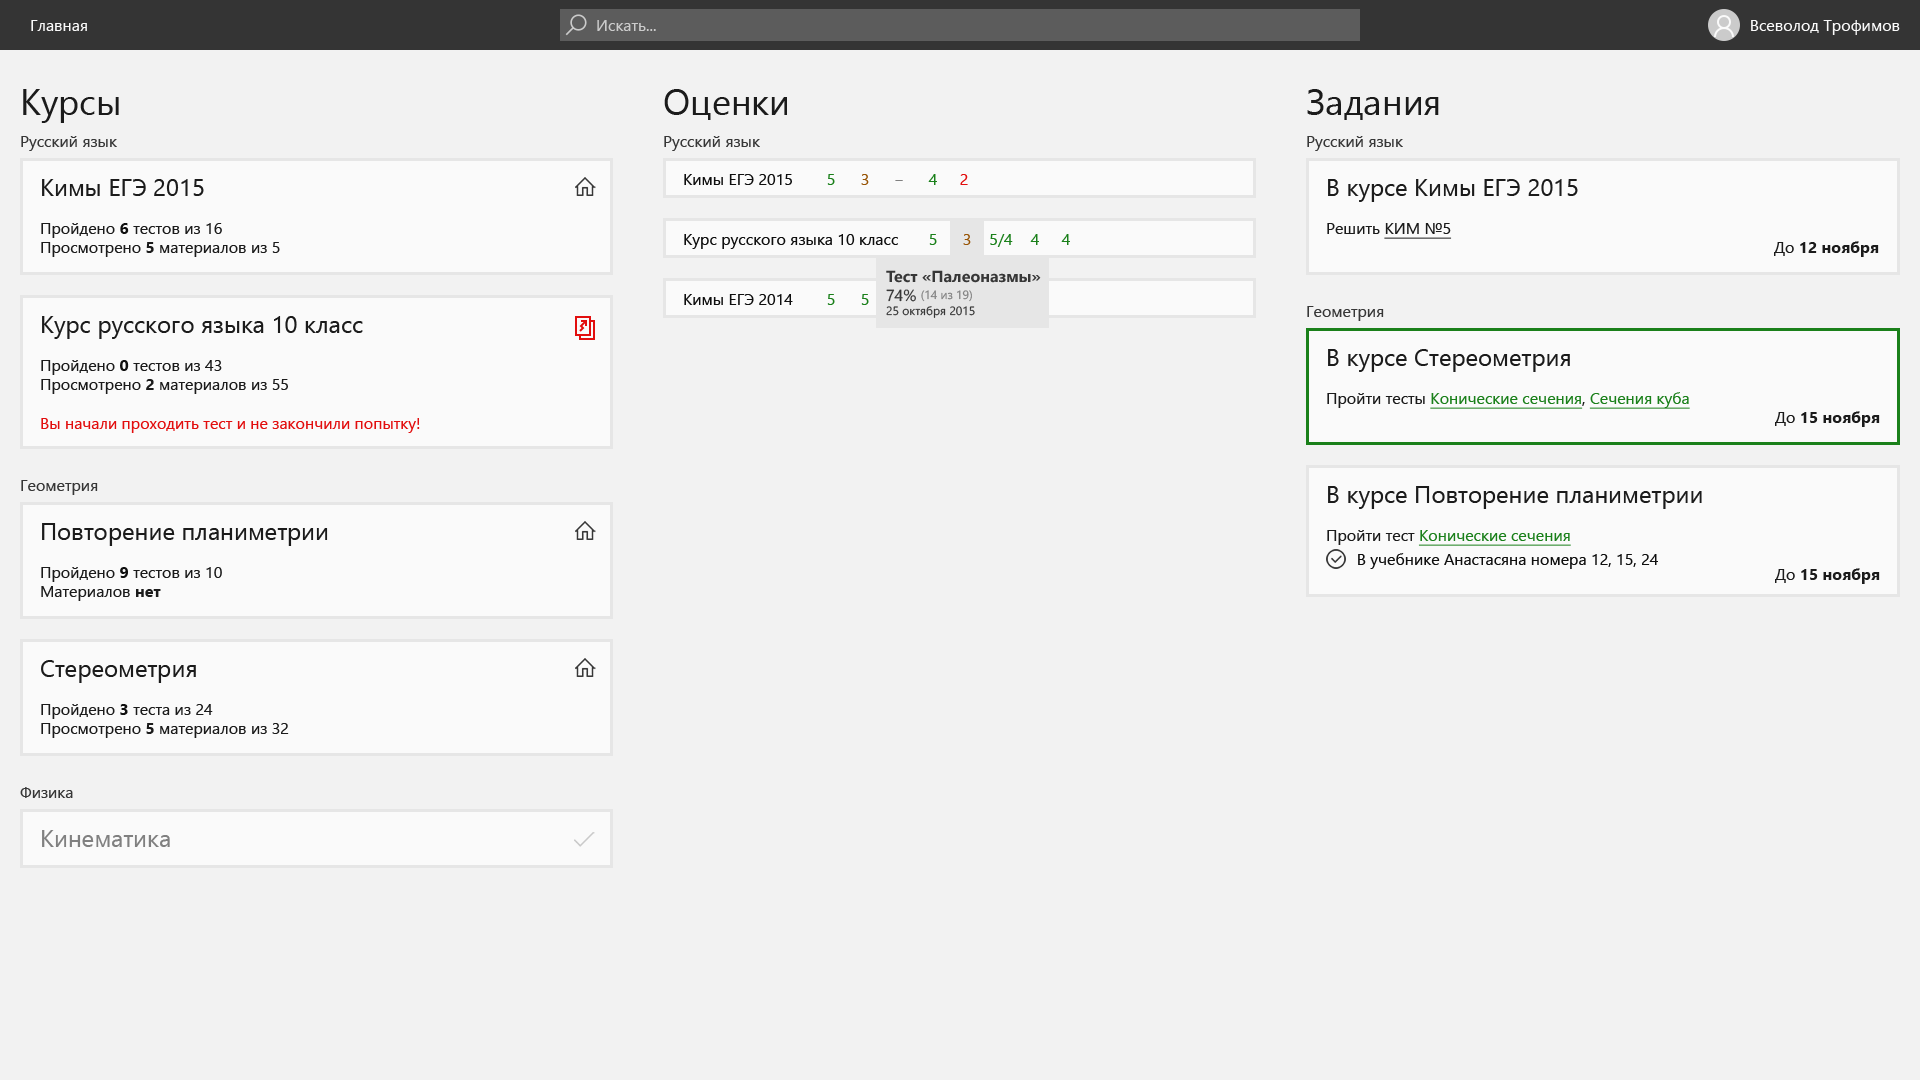 Главная
Искать...
Всеволод Трофимов
Курсы
Русский язык
Кимы ЕГЭ 2015
Пройдено 6 тестов из 16
Просмотрено 5 материалов из 5
Курс русского языка 10 класс
Пройдено 0 тестов из 43
Просмотрено 2 материалов из 55
Вы начали проходить тест и не закончили попытку!
Геометрия
Повторение планиметрии
Пройдено 9 тестов из 10
Материалов нет
Стереометрия
Пройдено 3 теста из 24
Просмотрено 5 материалов из 32
Физика
Кинематика
Оценки
Русский язык
Кимы ЕГЭ 2015 5 3 – 4 2
Курс русского языка 10 класс 5 3 5/4 4 4
Тест «Палеоназмы»
74% (14 из 19)
25 октября 2015
Кимы ЕГЭ 2014 5 5
Задания
Русский язык
В курсе Кимы ЕГЭ 2015
Решить КИМ №5
До 12 ноября
Геометрия
В курсе Стереометрия
Пройти тесты Конические сечения, Сечения куба
До 15 ноября
В курсе Повторение планиметрии
Пройти тест Конические сечения
В учебнике Анастасяна номера 12, 15, 24
До 15 ноября